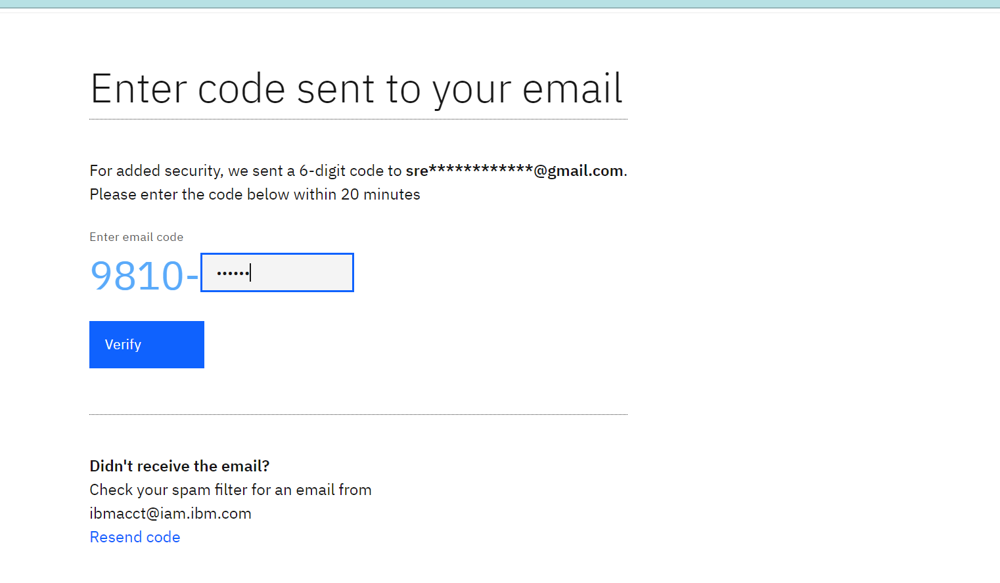 Enter code sent to your email
For added security, we sent a 6-digit code to sre************@gmail.com.
Please enter the code below within 20 minutes
Enter email code
9810- ••••••
Verify
Didn't receive the email?
Check your spam filter for an email from
ibmacct@iam.ibm.com
Resend code